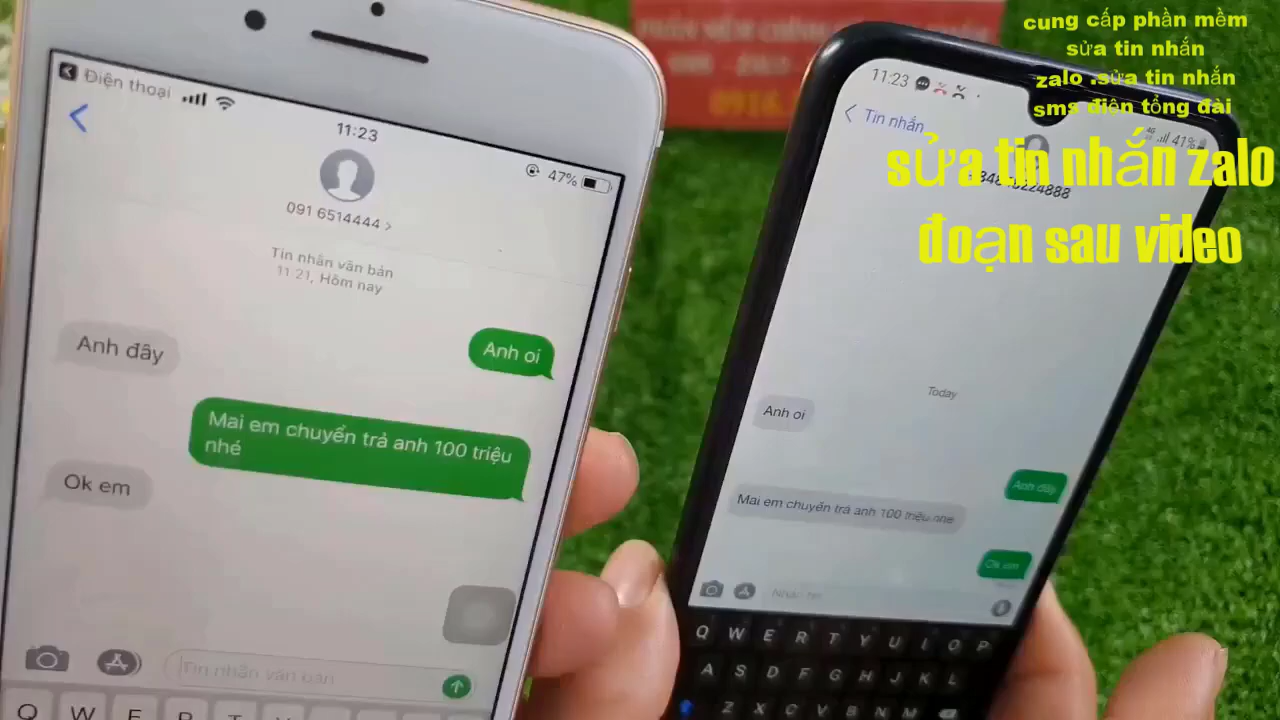 Điện thoại
11:23
47%
091 6514444 >
Tin nhắn văn bản
11:21, Hôm nay
Anh oi
Anh đây
Mai em chuyển trả anh 100 triệu
nhé
Ok em
Tin nhắn văn bản
Q W E R T Y
0916
11:23
41%
Tin nhắn
Today
Anh oi
Anh đây
Mai em chuyển trả anh 100 triệu nhe
Ok em
Q W E R T Y U I O P
A S D F G H J K L
Z X C V B N M
cung cấp phần mềm
sửa tin nhắn
zalo .sửa tin nhắn
sms điện tổng đài
sửa tin nhắn zalo
đoạn sau video